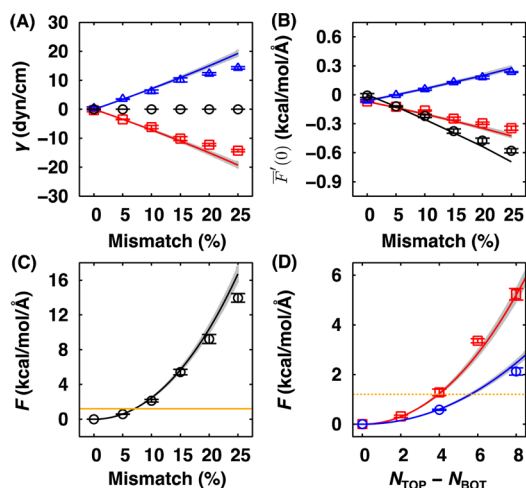 (A)
γ (dyn/cm)
30
20
10
0
−10
−20
−30
0 5 10 15 20 25
Mismatch (%)
(B)
F̅′(0) (kcal/mol/Å)
0.6
0.3
0.0
−0.3
−0.6
−0.9
0 5 10 15 20 25
Mismatch (%)
(C)
F (kcal/mol/Å)
16
12
8
4
0
0 5 10 15 20 25
Mismatch (%)
(D)
F (kcal/mol/Å)
6
4
2
0
0 2 4 6 8
N_TOP − N_BOT